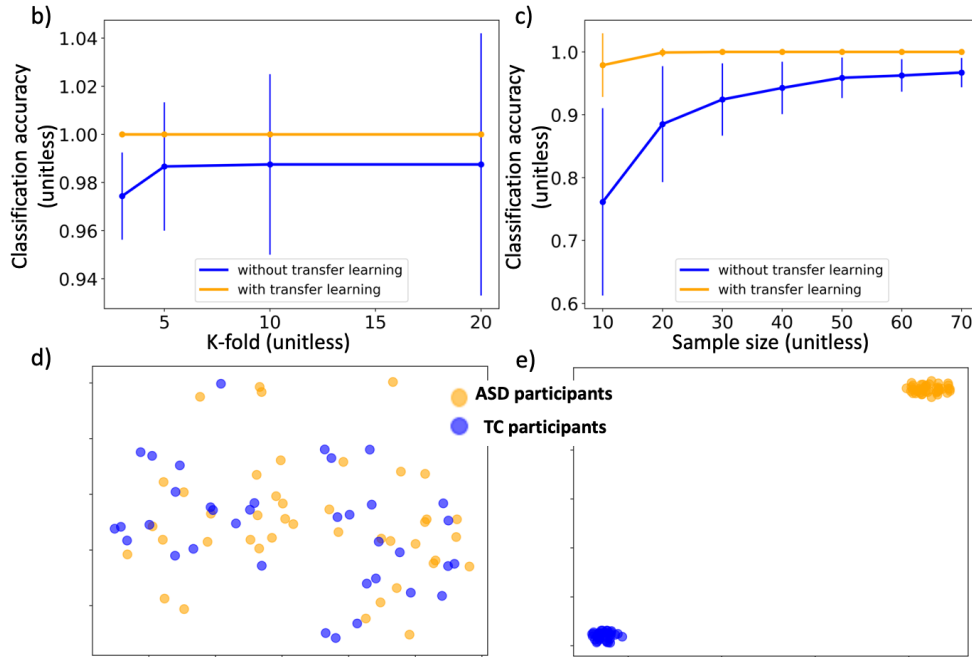 b)
Classification accuracy
(unitless)
1.04
1.02
1.00
0.98
0.96
0.94
without transfer learning
with transfer learning
5
10
15
20
K-fold (unitless)
c)
Classification accuracy
(unitless)
1.0
0.9
0.8
0.7
0.6
without transfer learning
with transfer learning
10
20
30
40
50
60
70
Sample size (unitless)
d)
ASD participants
TC participants
e)